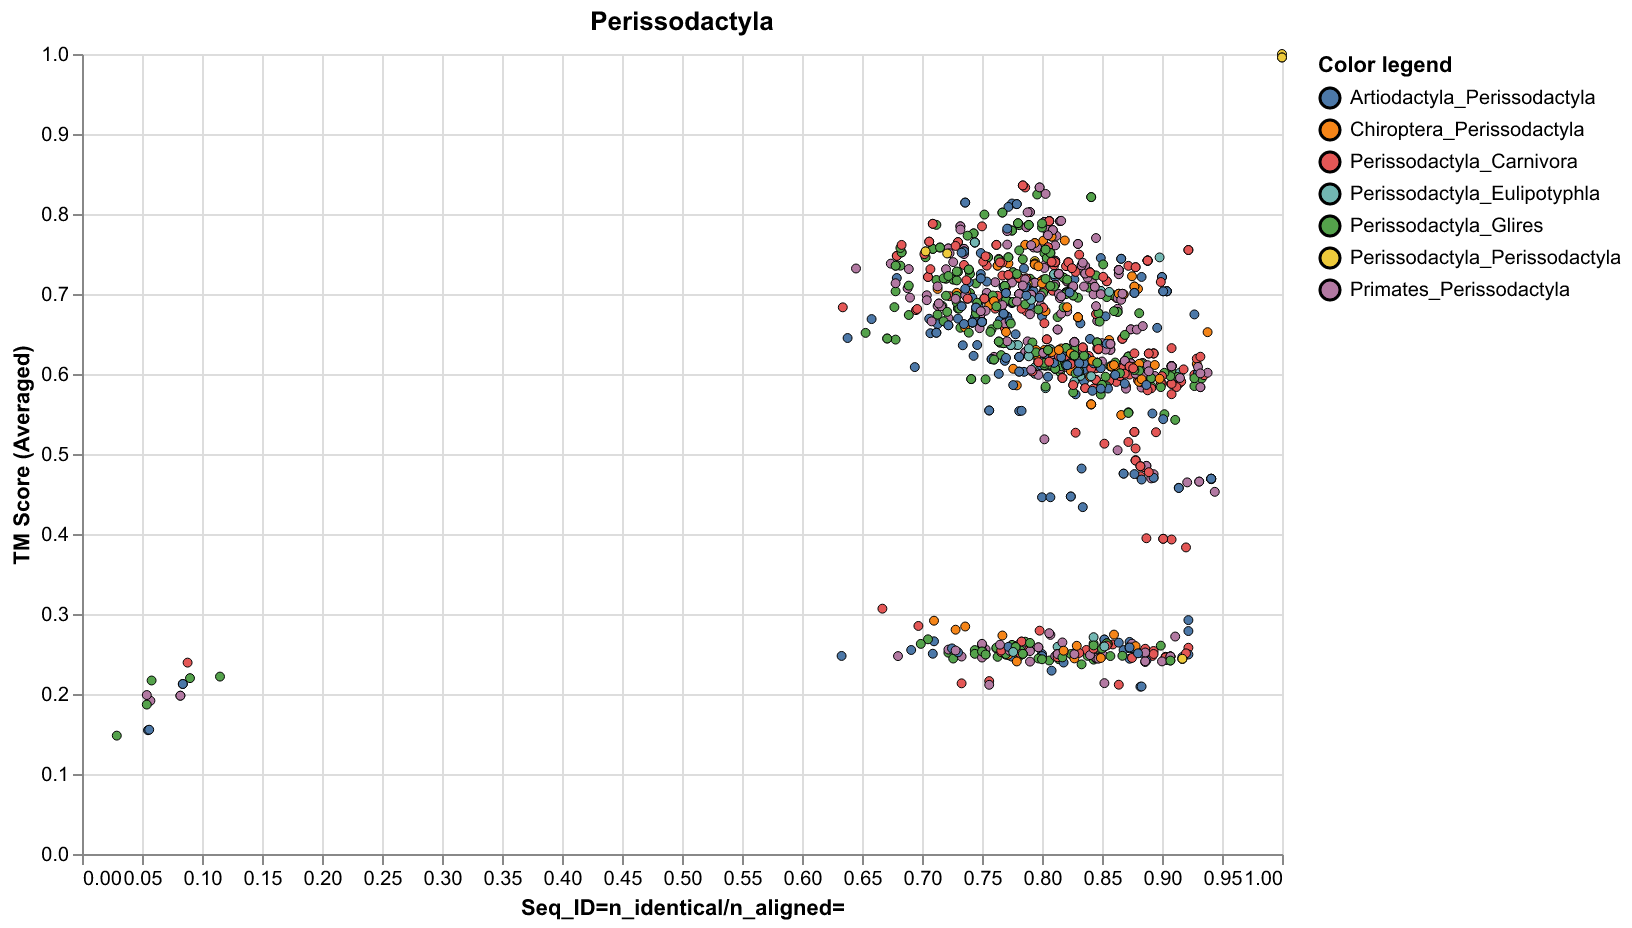 Perissodactyla
Color legend
Artiodactyla_Perissodactyla
Chiroptera_Perissodactyla
Perissodactyla_Carnivora
Perissodactyla_Eulipotyphla
Perissodactyla_Glires
Perissodactyla_Perissodactyla
Primates_Perissodactyla
TM Score (Averaged)
1.0
0.9
0.8
0.7
0.6
0.5
0.4
0.3
0.2
0.1
0.0
0.00 0.05 0.10 0.15 0.20 0.25 0.30 0.35 0.40 0.45 0.50 0.55 0.60 0.65 0.70 0.75 0.80 0.85 0.90 0.95 1.00
Seq_ID=n_identical/n_aligned=